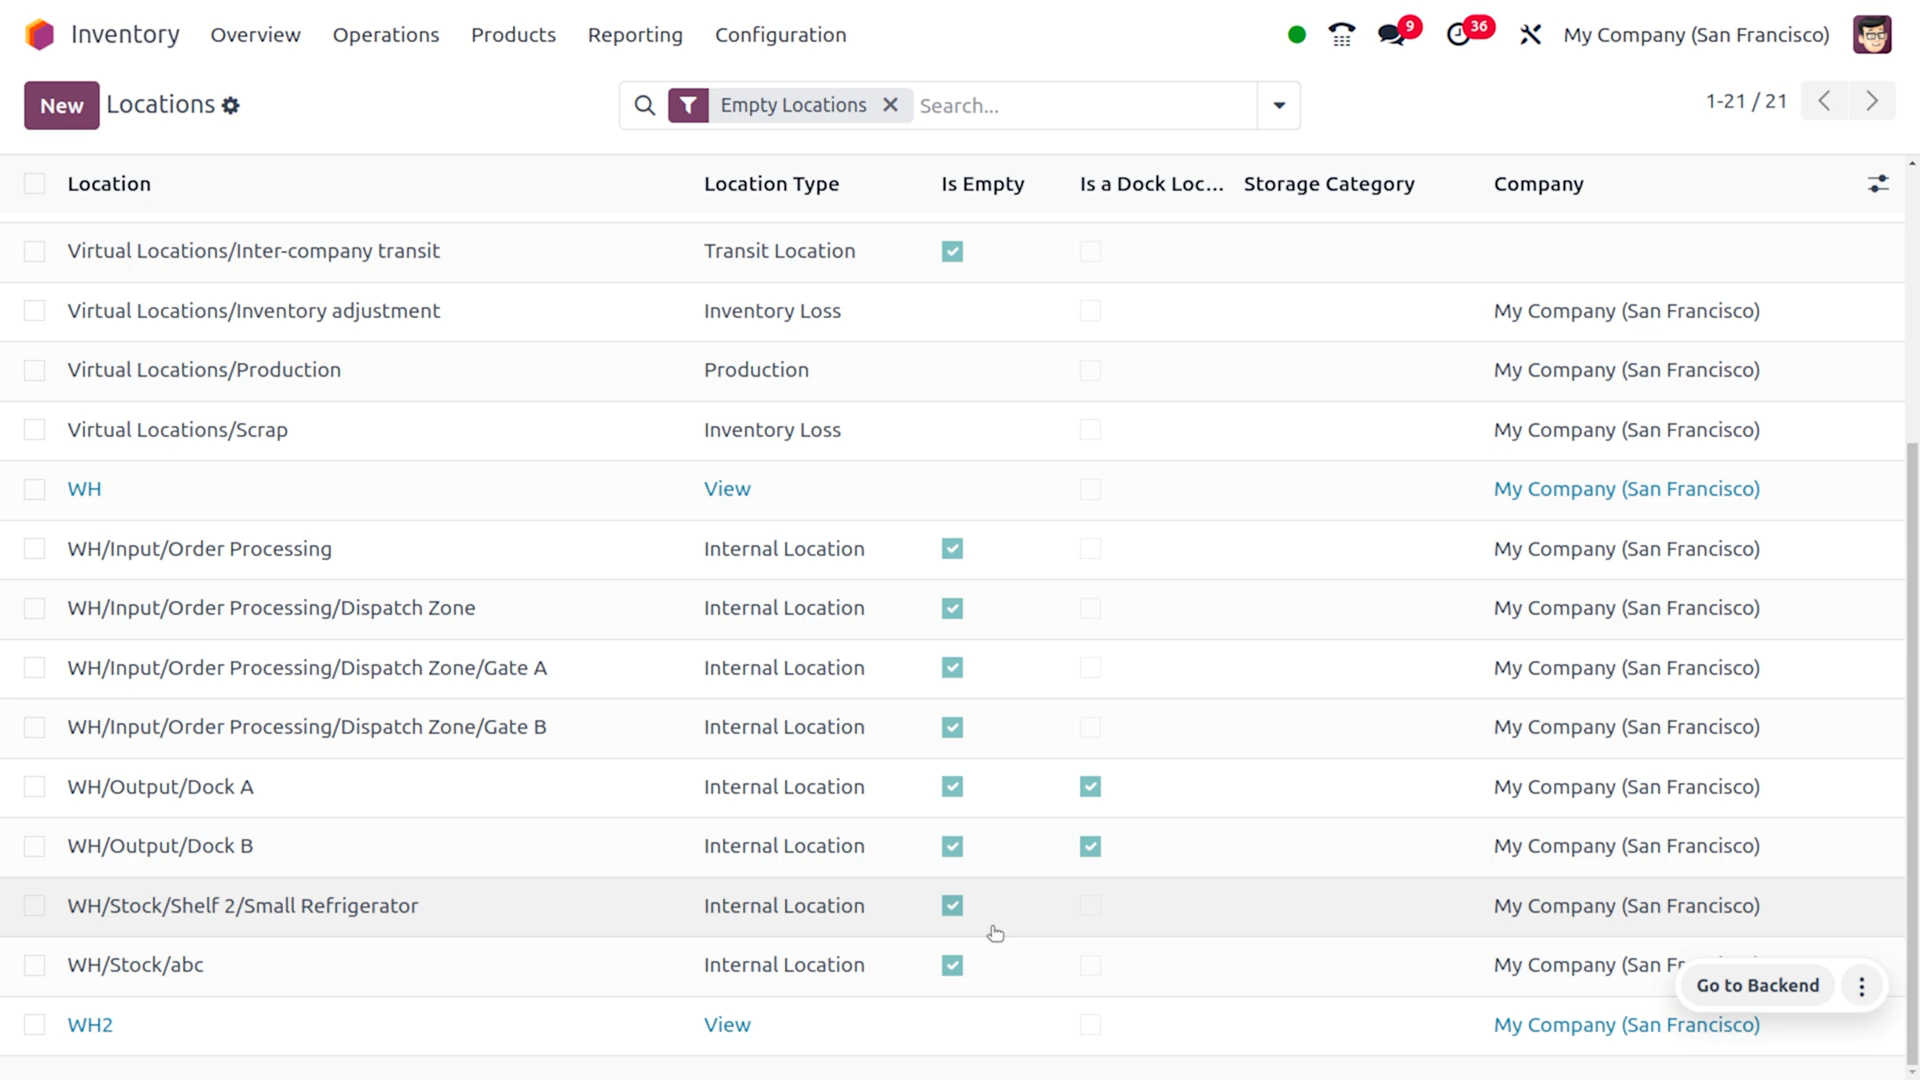 Inventory Overview Operations Products Reporting Configuration 9 36 My Company (San Francisco)
New Locations Empty Locations Search... 1-21 / 21
Location Location Type Is Empty Is a Dock Loc... Storage Category Company
Virtual Locations/Inter-company transit Transit Location
Virtual Locations/Inventory adjustment Inventory Loss My Company (San Francisco)
Virtual Locations/Production Production My Company (San Francisco)
Virtual Locations/Scrap Inventory Loss My Company (San Francisco)
WH View My Company (San Francisco)
WH/Input/Order Processing Internal Location My Company (San Francisco)
WH/Input/Order Processing/Dispatch Zone Internal Location My Company (San Francisco)
WH/Input/Order Processing/Dispatch Zone/Gate A Internal Location My Company (San Francisco)
WH/Input/Order Processing/Dispatch Zone/Gate B Internal Location My Company (San Francisco)
WH/Output/Dock A Internal Location My Company (San Francisco)
WH/Output/Dock B Internal Location My Company (San Francisco)
WH/Stock/Shelf 2/Small Refrigerator Internal Location My Company (San Francisco)
WH/Stock/abc Internal Location My Company (San
Go to Backend
WH2 View My Company (San Francisco)